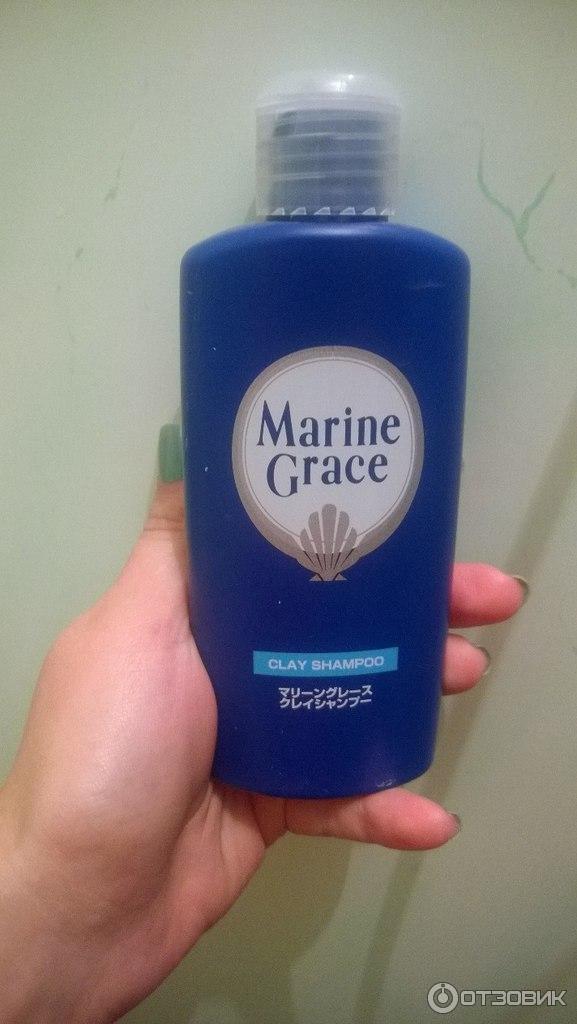 Marine
Grace
CLAY SHAMPOO
マリーングレース
クレイシャンプー
ОТЗОВИК